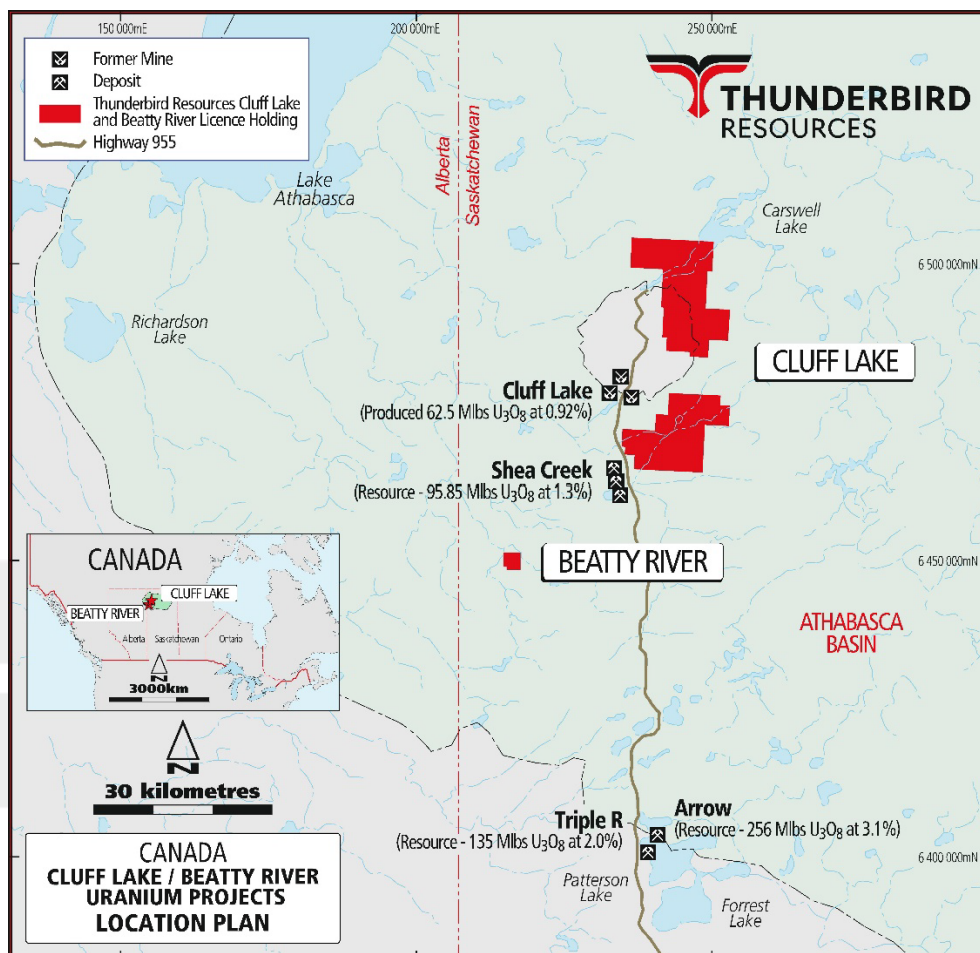 150 000mE
200 000mE
250 000mE
Former Mine
Deposit
Thunderbird Resources Cluff Lake
and Beatty River Licence Holding
Highway 955
THUNDERBIRD
RESOURCES
Alberta
Saskatchewan
Lake
Athabasca
Carswell
Lake
6 500 000mN
Richardson
Lake
CLUFF LAKE
Cluff Lake
(Produced 62.5 Mlbs U₃O₈ at 0.92%)
Shea Creek
(Resource - 95.85 Mlbs U₃O₈ at 1.3%)
BEATTY RIVER
6 450 000mN
CANADA
CLUFF LAKE
BEATTY RIVER
Alberta
Saskatchewan
Ontario
N
3000km
ATHABASCA
BASIN
N
30 kilometres
Triple R
(Resource - 135 Mlbs U₃O₈ at 2.0%)
Arrow
(Resource - 256 Mlbs U₃O₈ at 3.1%)
6 400 000mN
Patterson
Lake
Forrest
Lake
CANADA
CLUFF LAKE / BEATTY RIVER
URANIUM PROJECTS
LOCATION PLAN